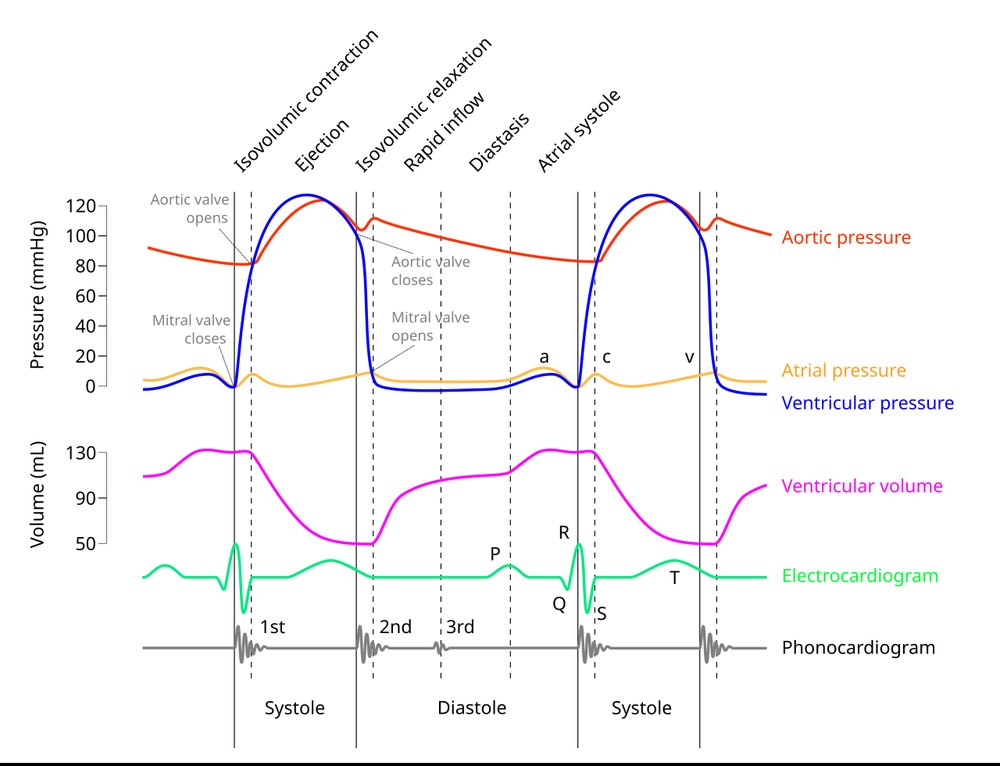 Isovolumic contraction
Ejection
Isovolumic relaxation
Rapid inflow
Diastasis
Atrial systole
Pressure (mmHg)
120
100
80
60
40
20
0
Aortic valve
opens
Aortic valve
closes
Mitral valve
closes
Mitral valve
opens
a
c
v
Aortic pressure
Atrial pressure
Ventricular pressure
Volume (mL)
130
90
50
Ventricular volume
R
P
Q
S
T
Electrocardiogram
1st
2nd
3rd
Phonocardiogram
Systole
Diastole
Systole